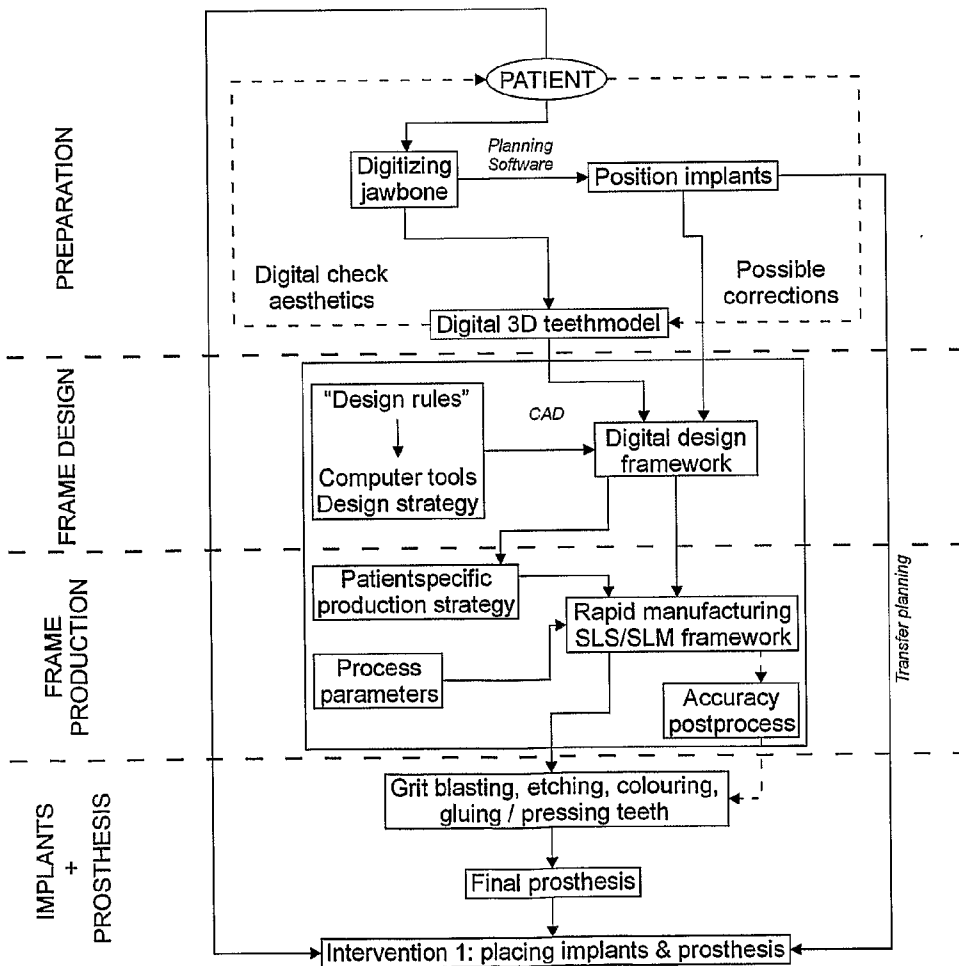 PATIENT
PREPARATION
Digitizing
jawbone
Planning
Software
Position implants
Digital check
aesthetics
Possible
corrections
Digital 3D teethmodel
FRAME DESIGN
"Design rules"
Computer tools
Design strategy
CAD
Digital design
framework
FRAME
PRODUCTION
Patientspecific
production strategy
Rapid manufacturing
SLS/SLM framework
Process
parameters
Accuracy
postprocess
Transfer planning
IMPLANTS
+
PROSTHESIS
Grit blasting, etching, colouring,
gluing / pressing teeth
Final prosthesis
Intervention 1: placing implants & prosthesis